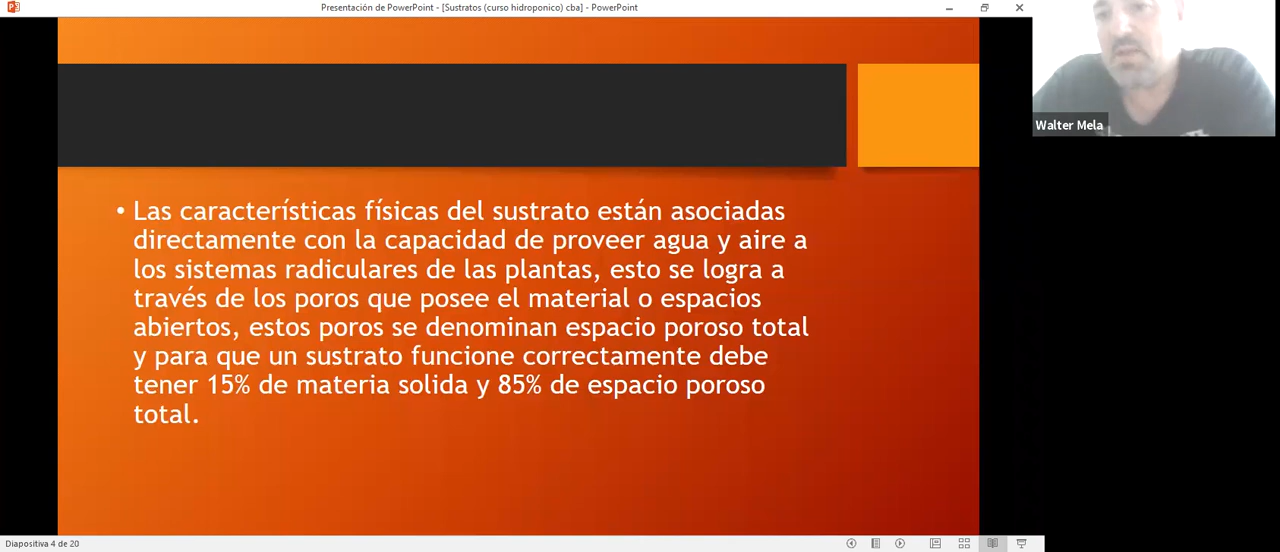 Presentación de PowerPoint - [Sustratos (curso hidroponico) cba] - PowerPoint
Walter Mela
• Las características físicas del sustrato están asociadas
directamente con la capacidad de proveer agua y aire a
los sistemas radiculares de las plantas, esto se logra a
través de los poros que posee el material o espacios
abiertos, estos poros se denominan espacio poroso total
y para que un sustrato funcione correctamente debe
tener 15% de materia solida y 85% de espacio poroso
total.
Diapositiva 4 de 20